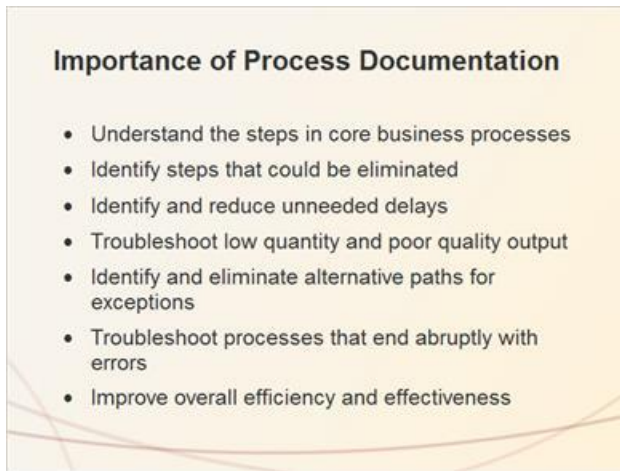 Importance of Process Documentation
• Understand the steps in core business processes
• Identify steps that could be eliminated
• Identify and reduce unneeded delays
• Troubleshoot low quantity and poor quality output
• Identify and eliminate alternative paths for
exceptions
• Troubleshoot processes that end abruptly with
errors
• Improve overall efficiency and effectiveness